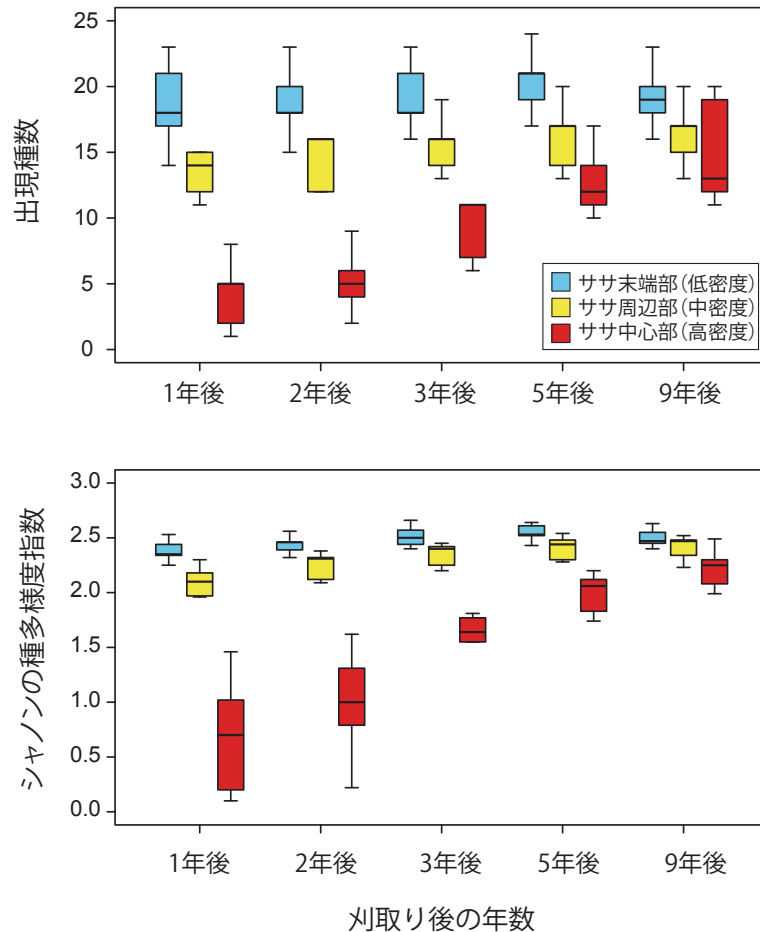 25
20
15
10
5
0
出現種数
ササ末端部(低密度)
ササ周辺部(中密度)
ササ中心部(高密度)
1年後 2年後 3年後 5年後 9年後
3.0
2.5
2.0
1.5
1.0
0.5
0.0
シャノンの種多様度指数
1年後 2年後 3年後 5年後 9年後
刈取り後の年数